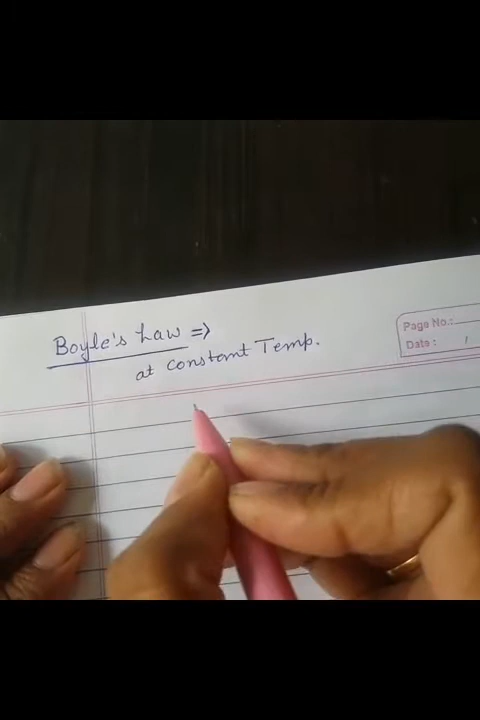 Boyle's Law =>
at constant Temp.
Page No.:
Date: /